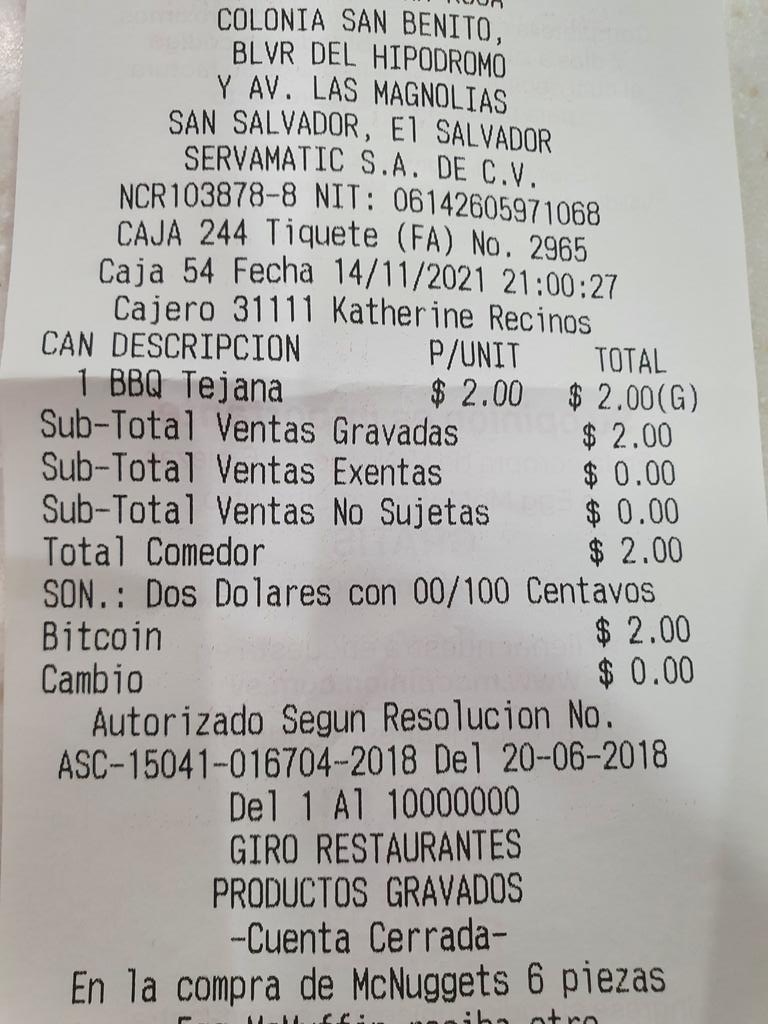 COLONIA SAN BENITO,
BLVR DEL HIPODROMO
Y AV. LAS MAGNOLIAS
SAN SALVADOR, El SALVADOR
SERVAMATIC S.A. DE C.V.
NCR103878-8 NIT: 06142605971068
CAJA 244 Tiquete (FA) No. 2965
Caja 54 Fecha 14/11/2021 21:00:27
Cajero 31111 Katherine Recinos
CAN DESCRIPCION P/UNIT TOTAL
1 BBQ Tejana $ 2.00 $ 2.00(G)
Sub-Total Ventas Gravadas $ 2.00
Sub-Total Ventas Exentas $ 0.00
Sub-Total Ventas No Sujetas $ 0.00
Total Comedor $ 2.00
SON.: Dos Dolares con 00/100 Centavos
Bitcoin $ 2.00
Cambio $ 0.00
Autorizado Segun Resolucion No.
ASC-15041-016704-2018 Del 20-06-2018
Del 1 Al 10000000
GIRO RESTAURANTES
PRODUCTOS GRAVADOS
-Cuenta Cerrada-
En la compra de McNuggets 6 piezas
Egg McMuffin reciba otro